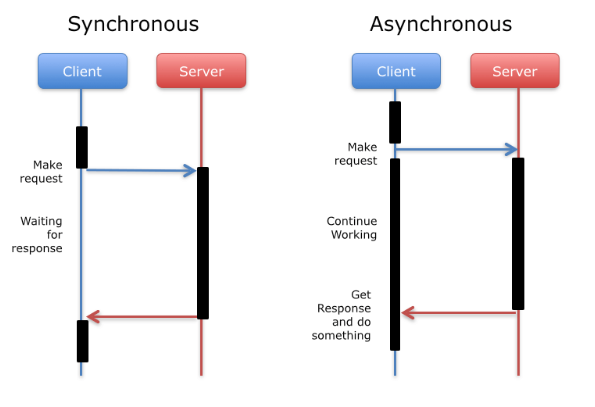 Synchronous
Client
Server
Make
request
Waiting
for
response
Asynchronous
Client
Server
Make
request
Continue
Working
Get
Response
and do
something